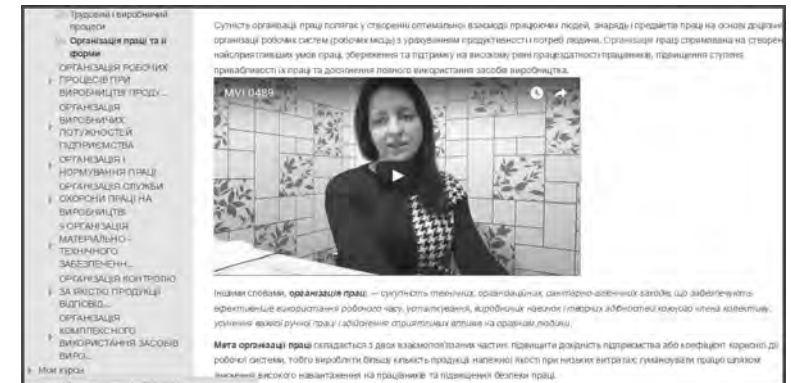 Трудовий і виробничий
процеси
Організація праці та її
форми
ОРГАНІЗАЦІЯ РОБОЧИХ
ПРОЦЕСІВ ПРИ
ВИРОБНИЦТВІ ПРОДУ...
ОРГАНІЗАЦІЯ
ВИРОБНИЧИХ
ПОТУЖНОСТЕЙ
ПІДПРИЄМСТВА
ОРГАНІЗАЦІЯ І
НОРМУВАННЯ ПРАЦІ
ОРГАНІЗАЦІЯ СЛУЖБИ
ОХОРОНИ ПРАЦІ НА
ВИРОБНИЦТВІ
ОРГАНІЗАЦІЯ
МАТЕРІАЛЬНО -
ТЕХНІЧНОГО
ЗАБЕЗПЕЧЕНН...
ОРГАНІЗАЦІЯ КОНТРОЛЮ
ЗА ЯКІСТЮ ПРОДУКЦІЇ
ВІДПОВІД...
ОРГАНІЗАЦІЯ
КОМПЛЕКСНОГО
ВИКОРИСТАННЯ ЗАСОБІВ
ВИРО...
Мои курсы
Сутність організації праці полягає у створенні оптимальної взаємодії працюючих людей, знарядь і предметів праці на основі доцільн
організації робочих систем (робочих місць) з урахуванням продуктивності і потреб людини. Організація праці спрямована на створен
найсприятливіших умов праці, збереження та підтримку на високому рівні працездатності працівників, підвищення ступеня
привабливості їх праці та досягнення повного використання засобів виробництва.
MVI 0489
Іншими словами, організація праці — сукупність технічних, організаційних, санітарно-гігієнічних заходів, що забезпечують
ефективніше використання робочого часу, устаткування, виробничих навичок і творчих здібностей кожного члена колективу,
усунення важкої ручної праці і здійснення сприятливих впливів на організм людини.
Мета організації праці складається з двох взаємопов'язаних частин: підвищити дохідність підприємства або коефіцієнт корисної ді
робочої системи, тобто виробляти більшу кількість продукції належної якості при низьких витратах; гуманізувати працю шляхом
зниження високого навантаження на працівників та підвищення безпеки праці.